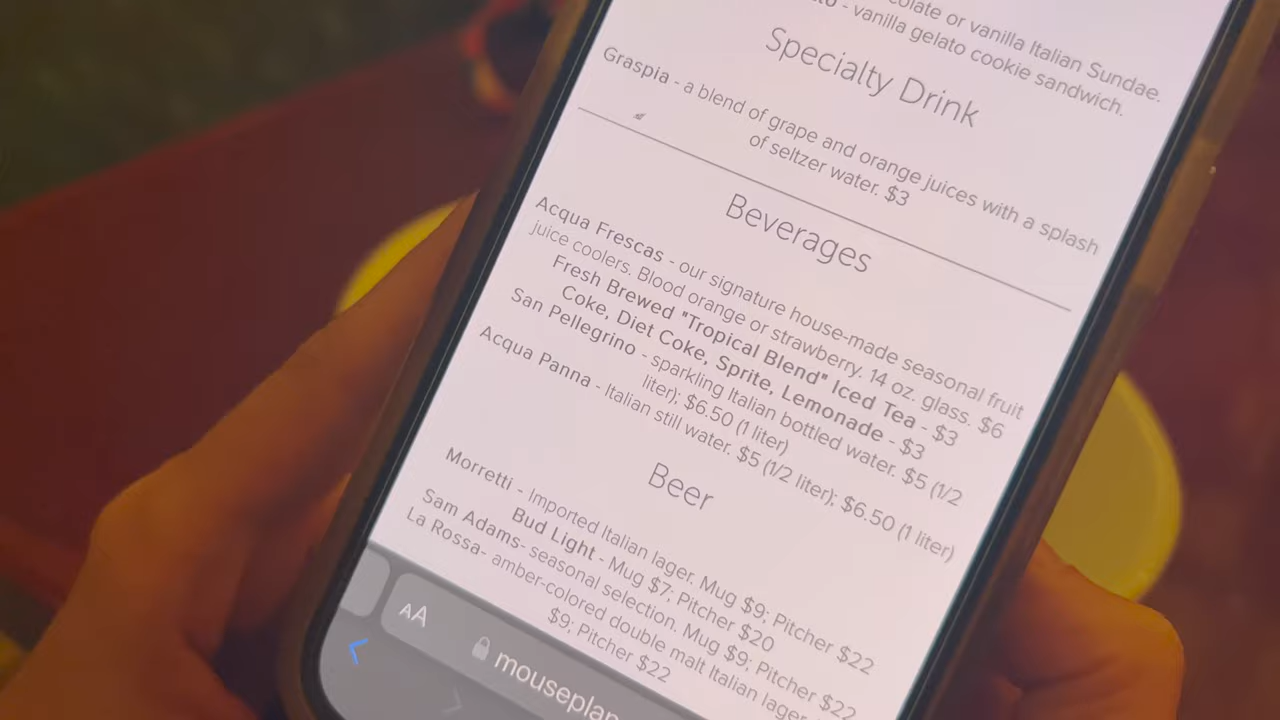 colate or vanilla Italian Sundae.
- vanilla gelato cookie sandwich.
Specialty Drink
Graspia - a blend of grape and orange juices with a splash
of seltzer water. $3
Beverages
Acqua Frescas - our signature house-made seasonal fruit
juice coolers. Blood orange or strawberry. 14 oz. glass. $6
Fresh Brewed "Tropical Blend" Iced Tea - $3
Coke, Diet Coke, Sprite, Lemonade - $3
San Pellegrino - sparkling Italian bottled water. $5 (1/2
liter); $6.50 (1 liter)
Acqua Panna - Italian still water. $5 (1/2 liter); $6.50 (1 liter)
Beer
Morretti - Imported Italian lager. Mug $9; Pitcher $22
Bud Light - Mug $7; Pitcher $20
Sam Adams- seasonal selection. Mug $9; Pitcher $22
La Rossa- amber-colored double malt Italian lager
$9; Pitcher $22
AA
mouseplan